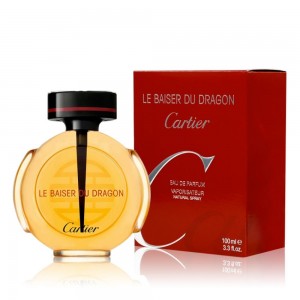 LE BAISER DU DRAGON
Cartier
LE BAISER DU DRAGON
Cartier
EAU DE PARFUM
VAPORISATEUR
NATURAL SPRAY
100 ml e
3.3 fl.oz.